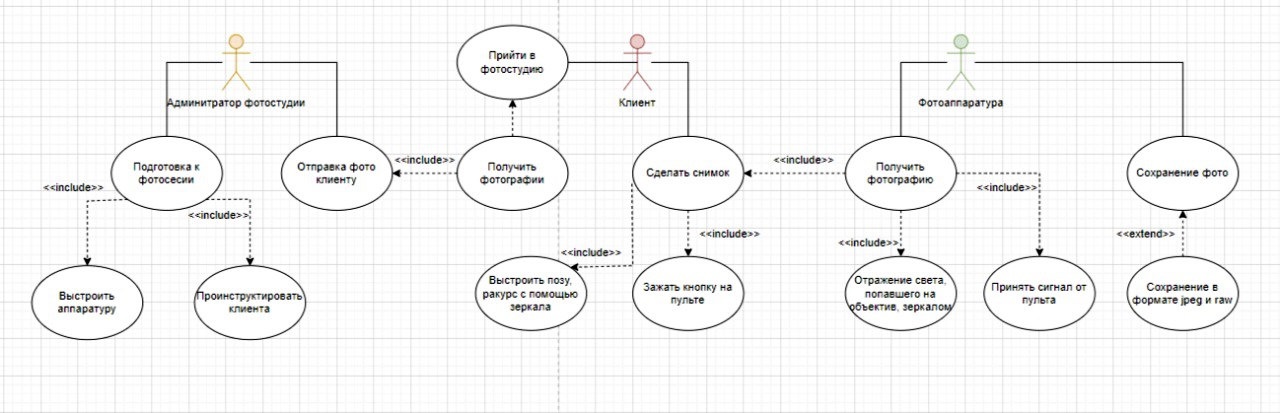 Прийти в
фотостудию
Админитратор фотостудии
Клиент
Фотоаппаратура
Подготовка к
фотосесии
Отправка фото
клиенту
<<include>>
Получить
фотографии
Сделать снимок
<<include>>
Получить
фотографию
Сохранение фото
<<include>>
<<include>>
<<include>>
<<include>>
<<include>>
<<include>>
<<extend>>
Выстроить
аппаратуру
Проинструктировать
клиента
Выстроить позу,
ракурс с помощью
зеркала
Зажать кнопку на
пульте
Отражение света,
попавшего на
объектив, зеркалом
Принять сигнал от
пульта
Сохранение в
формате jpeg и raw